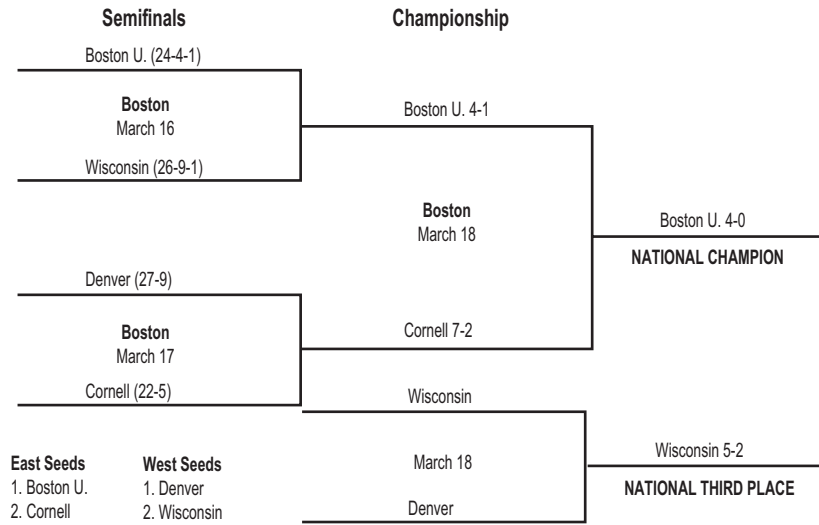 Semifinals
Championship
Boston U. (24-4-1)
Boston
March 16
Boston U. 4-1
Wisconsin (26-9-1)
Boston
March 18
Boston U. 4-0
NATIONAL CHAMPION
Denver (27-9)
Boston
March 17
Cornell 7-2
Cornell (22-5)
Wisconsin
March 18
Wisconsin 5-2
NATIONAL THIRD PLACE
Denver
East Seeds
1. Boston U.
2. Cornell
West Seeds
1. Denver
2. Wisconsin